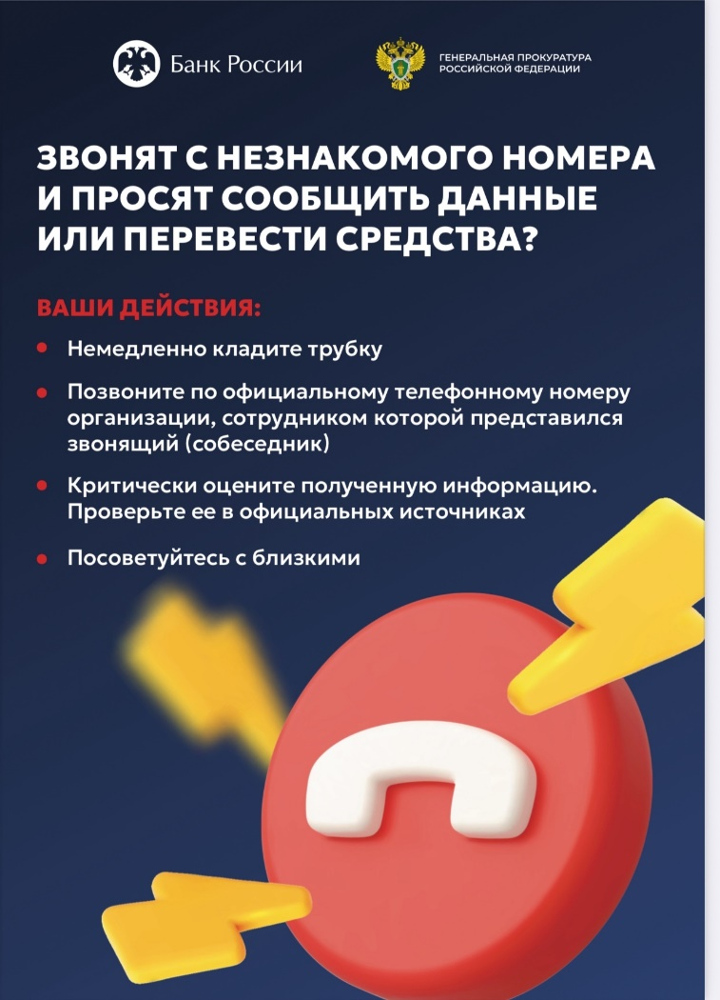 Банк России
ГЕНЕРАЛЬНАЯ ПРОКУРАТУРА
РОССИЙСКОЙ ФЕДЕРАЦИИ
ЗВОНЯТ С НЕЗНАКОМОГО НОМЕРА
И ПРОСЯТ СООБЩИТЬ ДАННЫЕ
ИЛИ ПЕРЕВЕСТИ СРЕДСТВА?
ВАШИ ДЕЙСТВИЯ:
• Немедленно кладите трубку
• Позвоните по официальному телефонному номеру
организации, сотрудником которой представился
звонящий (собеседник)
• Критически оцените полученную информацию.
Проверьте ее в официальных источниках
• Посоветуйтесь с близкими